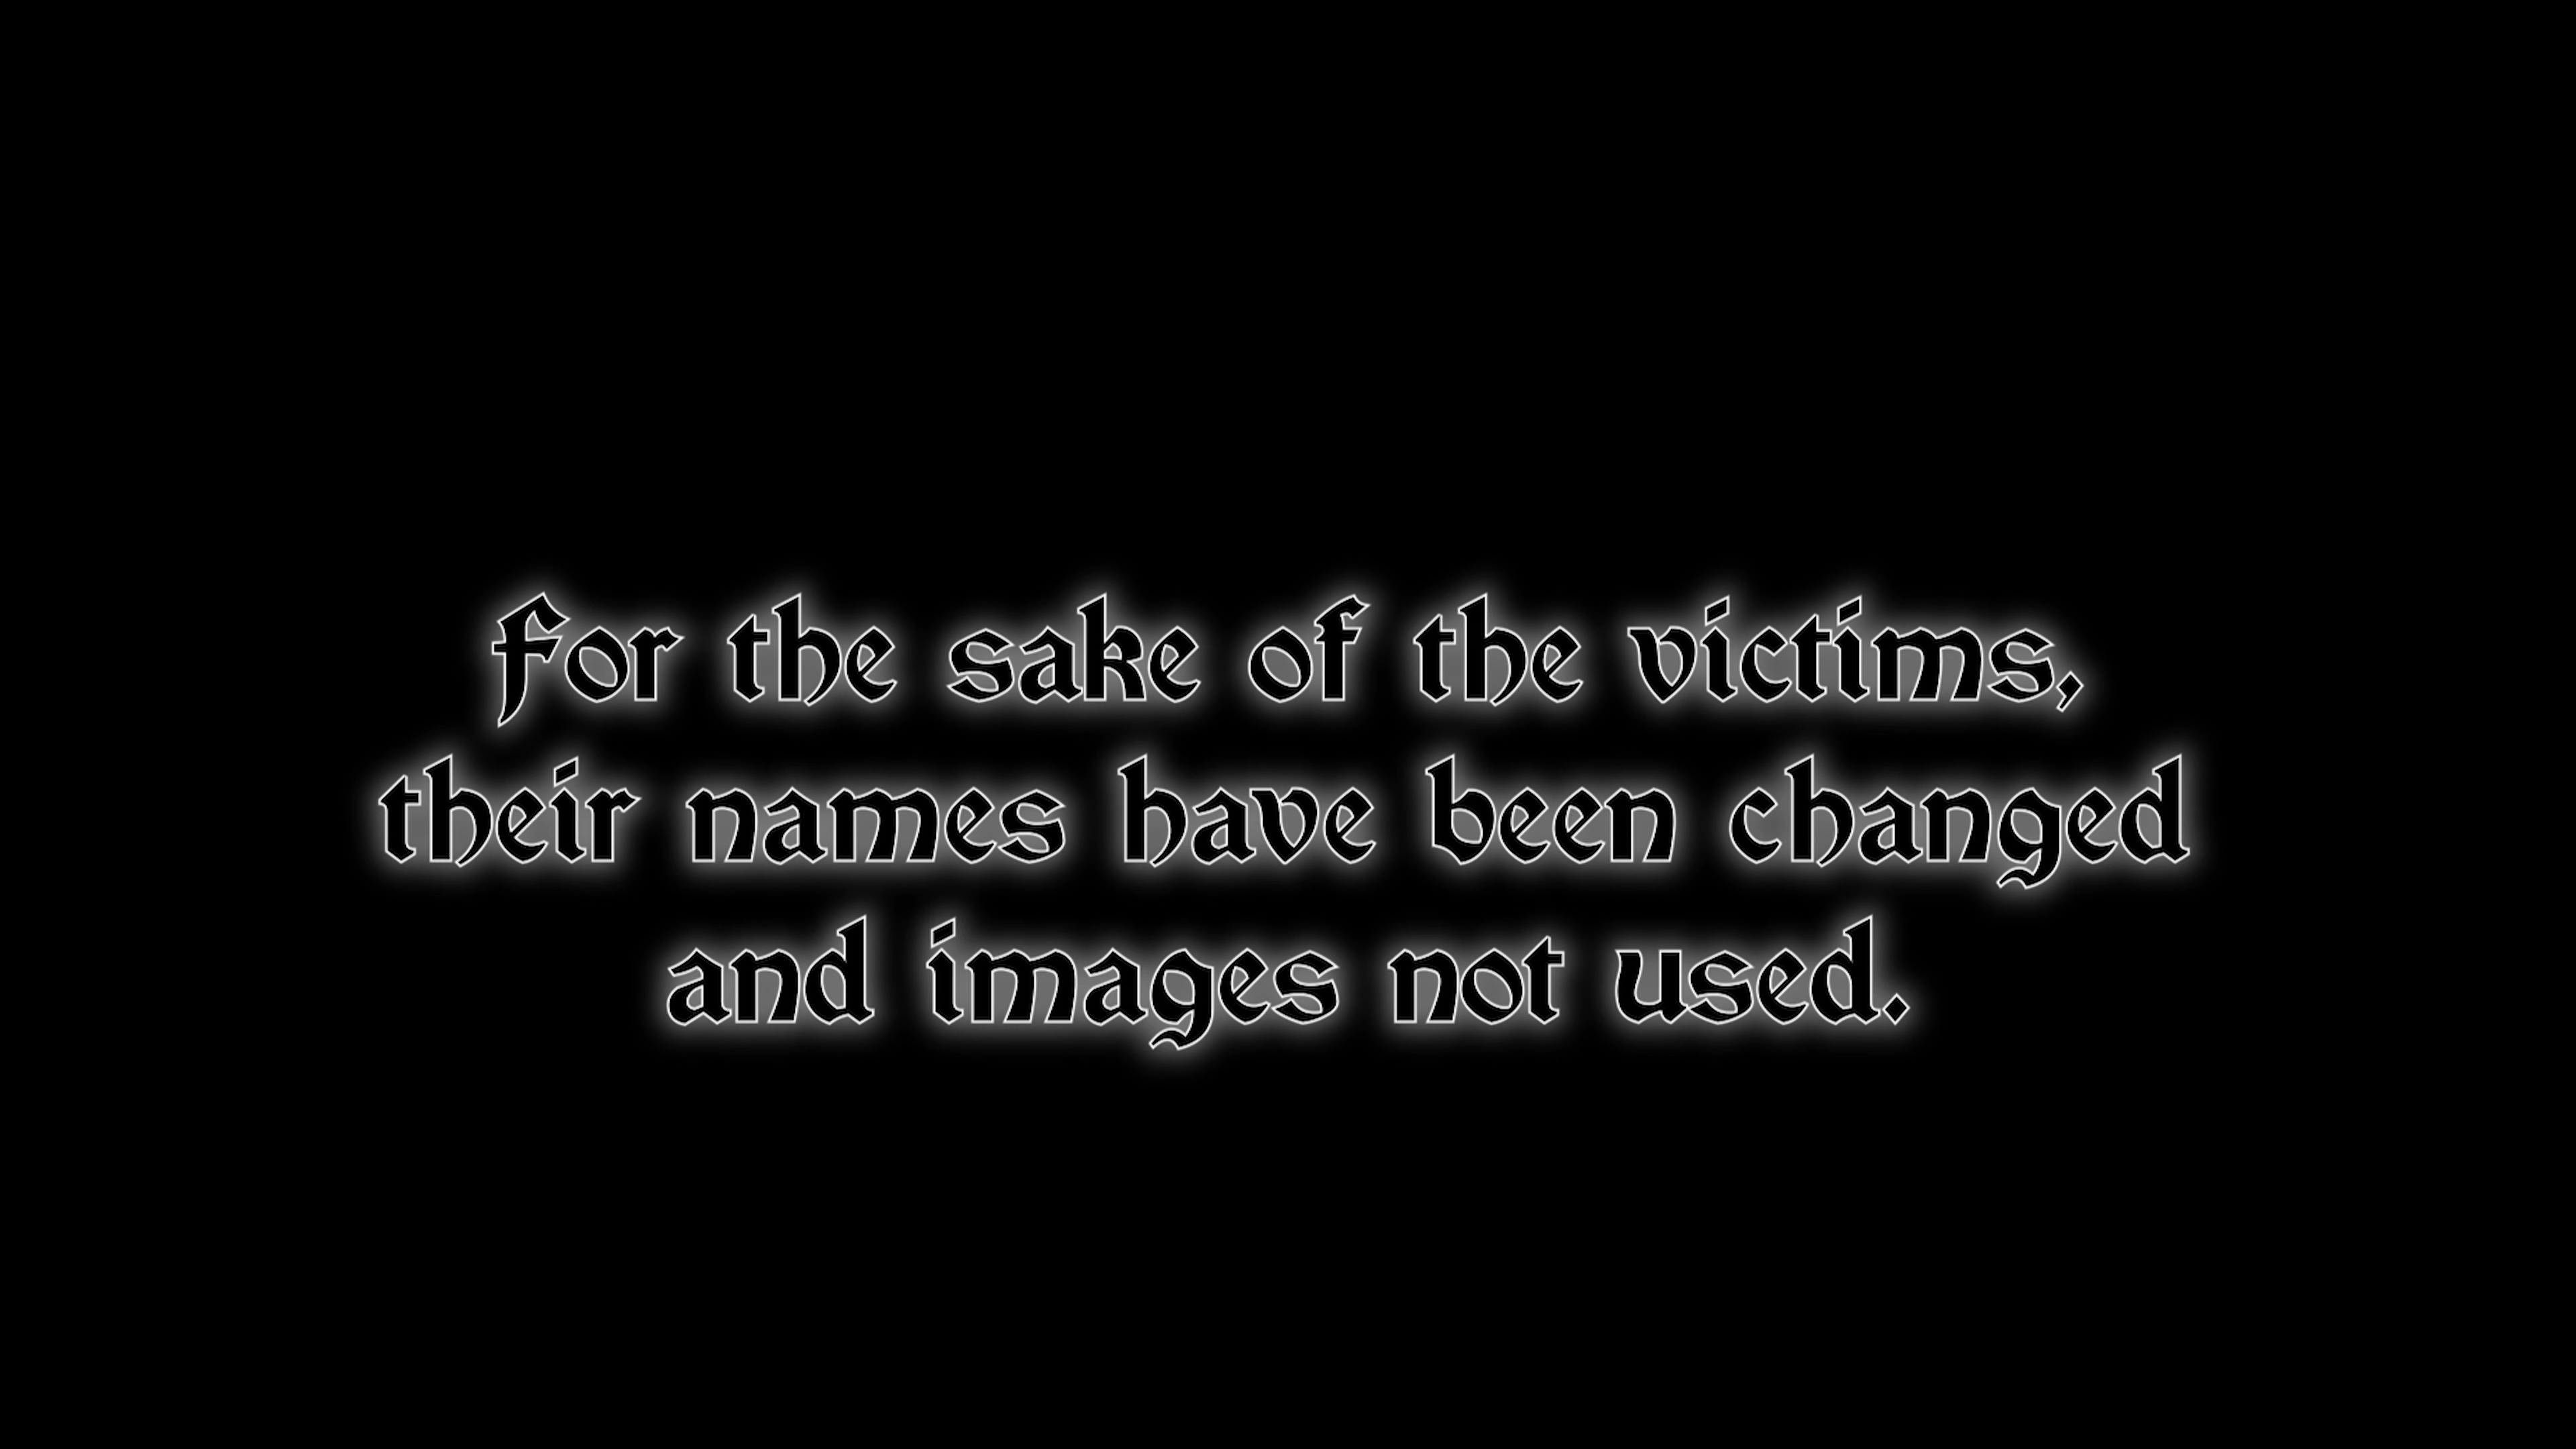 For the sake of the victims,
their names have been changed
and images not used.